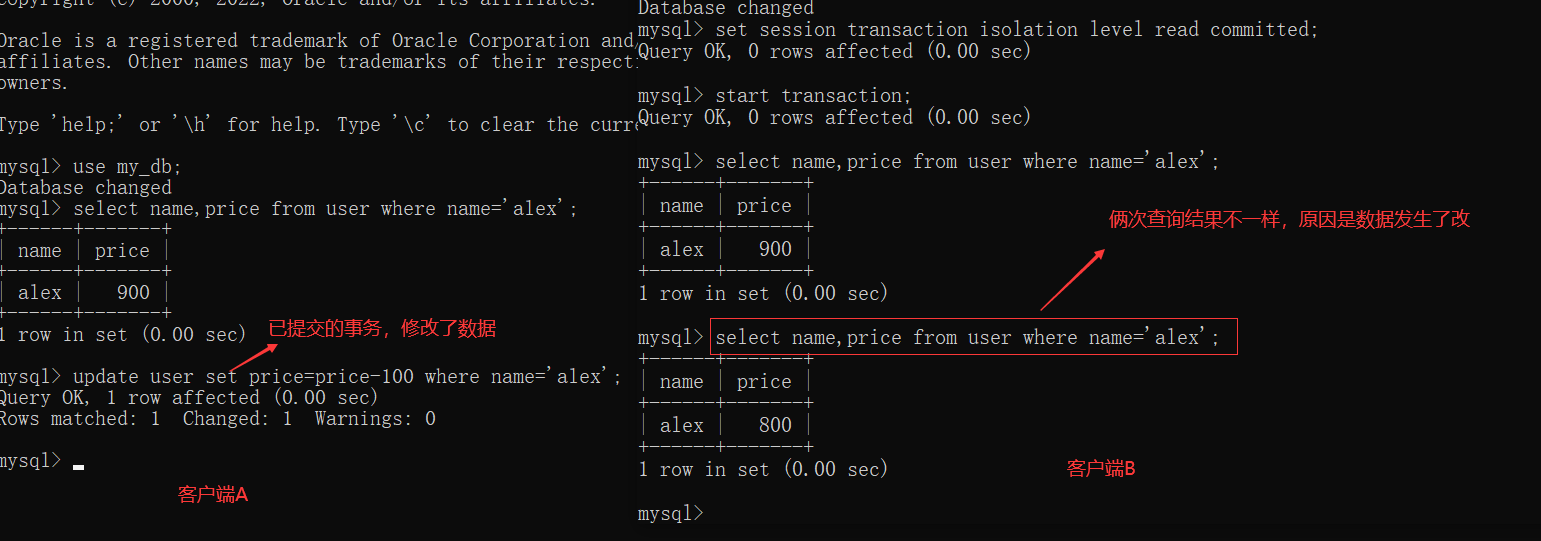 Copyright (c) 2000, 2022, Oracle and/or its affiliates.
Oracle is a registered trademark of Oracle Corporation and/
affiliates. Other names may be trademarks of their respecti
owners.
Type 'help;' or '\h' for help. Type '\c' to clear the curre
mysql> use my_db;
Database changed
mysql> select name,price from user where name='alex';
+------+-------+
| name | price |
+------+-------+
| alex |   900 |
+------+-------+
1 row in set (0.00 sec)
已提交的事务，修改了数据
mysql> update user set price=price-100 where name='alex';
Query OK, 1 row affected (0.00 sec)
Rows matched: 1  Changed: 1  Warnings: 0
mysql>
客户端A
Database changed
mysql> set session transaction isolation level read committed;
Query OK, 0 rows affected (0.00 sec)
mysql> start transaction;
Query OK, 0 rows affected (0.00 sec)
mysql> select name,price from user where name='alex';
+------+-------+
| name | price |
+------+-------+
| alex |   900 |
+------+-------+
1 row in set (0.00 sec)
俩次查询结果不一样，原因是数据发生了改
mysql> select name,price from user where name='alex';
+------+-------+
| name | price |
+------+-------+
| alex |   800 |
+------+-------+
1 row in set (0.00 sec)
客户端B
mysql>